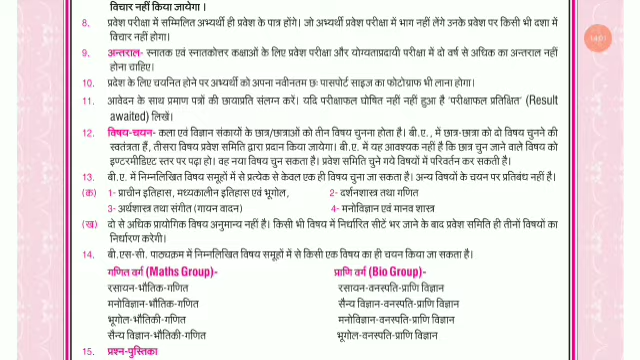 विचार नहीं किया जायेगा।
8. प्रवेश परीक्षा में सम्मिलित अभ्यर्थी ही प्रवेश के पात्र होंगे। जो अभ्यर्थी प्रवेश परीक्षा में भाग नहीं लेंगे उनके प्रवेश पर किसी भी दशा में
विचार नहीं होगा।
9. अन्तराल- स्नातक एवं स्नातकोत्तर कक्षाओं के लिए प्रवेश परीक्षा और योग्यताप्रदायी परीक्षा में दो वर्ष से अधिक का अन्तराल नहीं
होना चाहिए।
10. प्रदेश के लिए चयनित होने पर अभ्यर्थी को अपना नवीनतम छः पासपोर्ट साइज का फोटोग्राफ भी लाना होगा।
11. आवेदन के साथ प्रमाण पत्रों की छायाप्रति संलग्न करें। यदि परीक्षाफल घोषित नहीं नहीं हुआ है 'परीक्षाफल प्रतिक्षित' (Result
awaited) लिखें।
12. विषय-चयन- कला एवं विज्ञान संकायों के छात्र/छात्राओं को तीन विषय चुनना होता है। बी.ए., में छात्र-छात्रा को दो विषय चुनने की
स्वतंत्रता हैं, तीसरा विषय प्रवेश समिति द्वारा प्रदान किया जायेगा। बी.ए. में यह आवश्यक नहीं है कि छात्र चुन जाने वाले विषय को
इण्टरमीडिएट स्तर पर पढ़ा हो। वह नया विषय चुन सकता है। प्रवेश समिति चुने गये विषयों में परिवर्तन कर सकती है।
13. बी.ए. में निम्नलिखित विषय समूहों में से प्रत्येक से केवल एक ही विषय चुना जा सकता है। अन्य विषयों के चयन पर प्रतिबंध नहीं है।
(क) 1- प्राचीन इतिहास, मध्यकालीन इतिहास एवं भूगोल, 2- दर्शनशास्त्र तथा गणित
3- अर्थशास्त्र तथा संगीत (गायन वादन) 4- मनोविज्ञान एवं मानव शास्त्र
(ख) दो से अधिक प्रायोगिक विषय अनुमान्य नहीं है। किसी भी विषय में निर्धारित सीटें भर जाने के बाद प्रवेश समिति ही तीनों विषयों का
निर्धारण करेगी।
14. बी.एस-सी. पाठ्यक्रम में निम्नलिखित विषय समूहों में से किसी एक विषय का ही चयन किया जा सकता है।
गणित वर्ग (Maths Group)- प्राणि वर्ग (Bio Group)-
रसायन-भौतिक-गणित रसायन-वनस्पति-प्राणि विज्ञान
मनोविज्ञान-भौतिक-गणित सैन्य विज्ञान-वनस्पति-प्राणि विज्ञान
भूगोल-भौतिकी-गणित मनोविज्ञान-वनस्पति-प्राणि विज्ञान
सैन्य विज्ञान-भौतिकी-गणित भूगोल-वनस्पति-प्राणि विज्ञान
15. प्रश्न-पुस्तिका